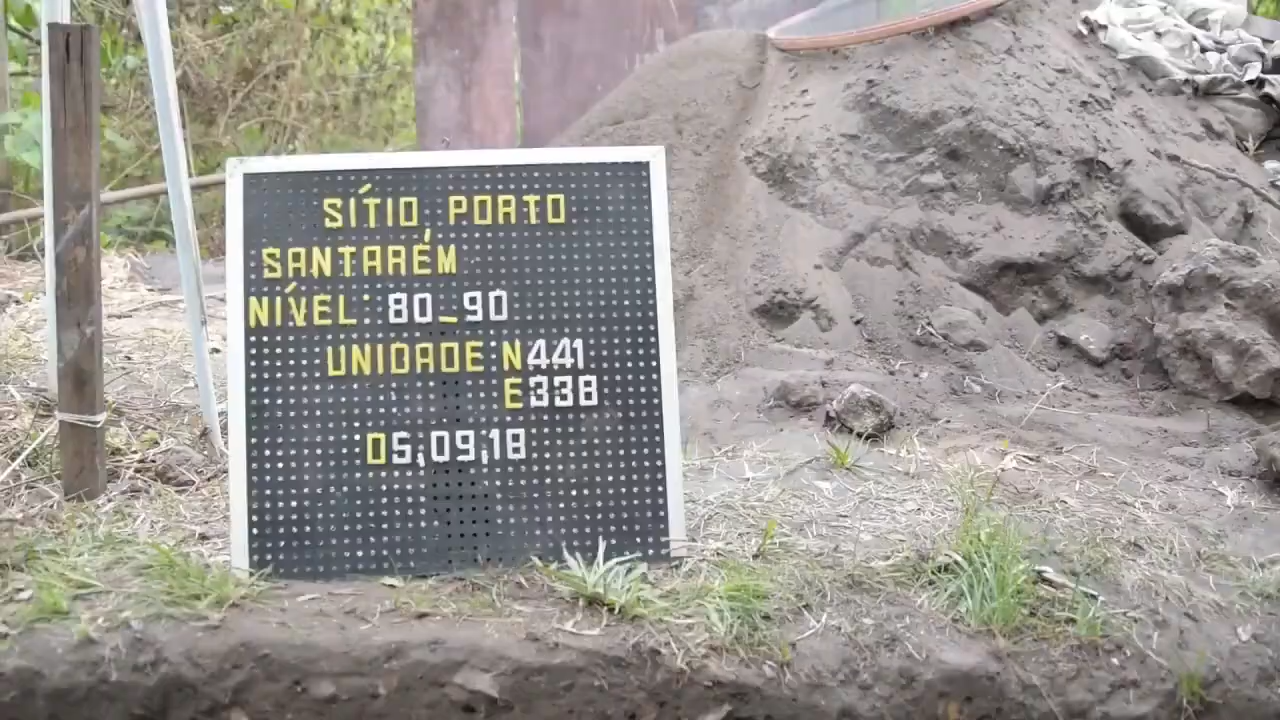 SÍTIO PORTO
SANTARÉM
NÍVEL: 80_90
UNIDADE N441
E338
05,09,18